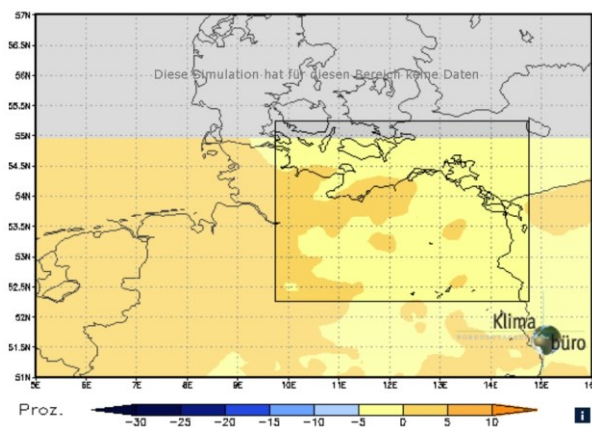 57N
56.5N
56N
Diese Simulation hat für diesen Bereich keine Daten
55.5N
55N
54.5N
54N
53.5N
53N
52.5N
52N
51.5N
51N
Klima
büro
5E 6E 7E 8E 9E 10E 11E 12E 13E 14E 15E 16
Proz.
-30 -25 -20 -15 -10 -5 0 5 10
i